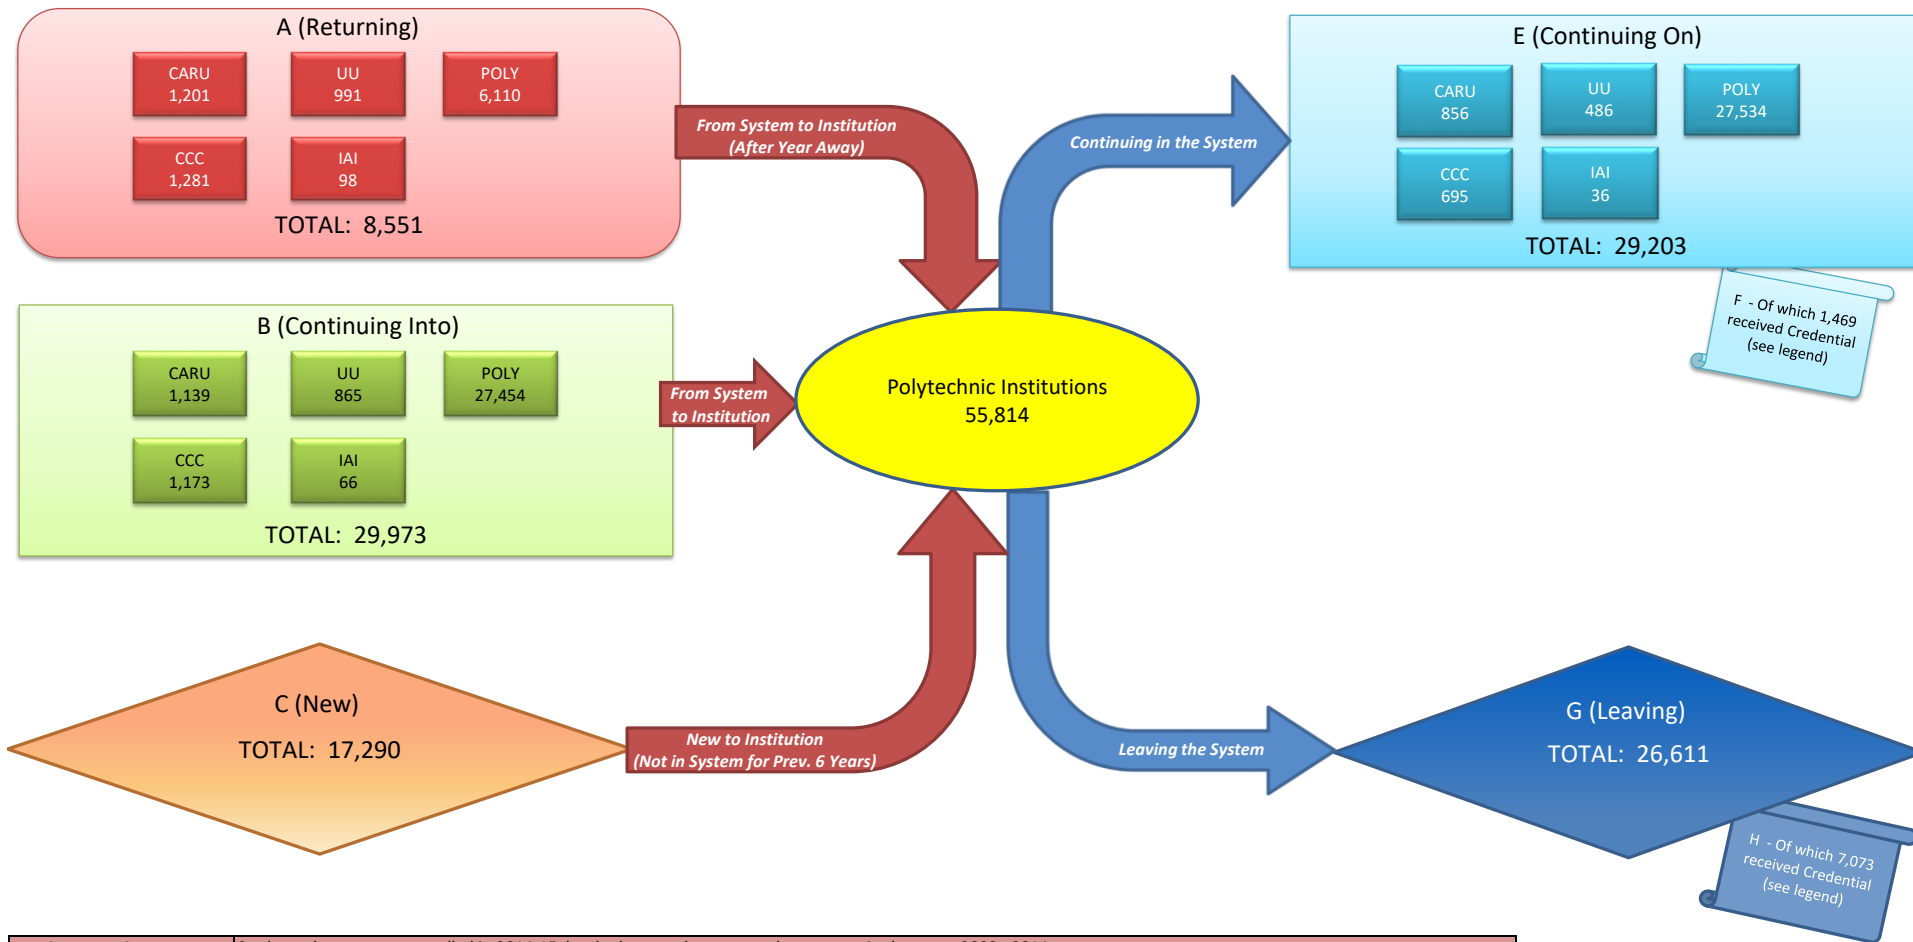 A (Returning)
CARU
1,201
UU
991
POLY
6,110
CCC
1,281
IAI
98
TOTAL:  8,551
From System to Institution
(After Year Away)
B (Continuing Into)
CARU
1,139
UU
865
POLY
27,454
CCC
1,173
IAI
66
TOTAL:  29,973
From System
to Institution
C (New)
TOTAL:  17,290
New to Institution
(Not in System for Prev. 6 Years)
Polytechnic Institutions
55,814
Continuing in the System
E (Continuing On)
CARU
856
UU
486
POLY
27,534
CCC
695
IAI
36
TOTAL:  29,203
F  - Of which 1,469
received Credential
(see legend)
Leaving the System
G (Leaving)
TOTAL:  26,611
H  - Of which 7,073
received Credential
(see legend)